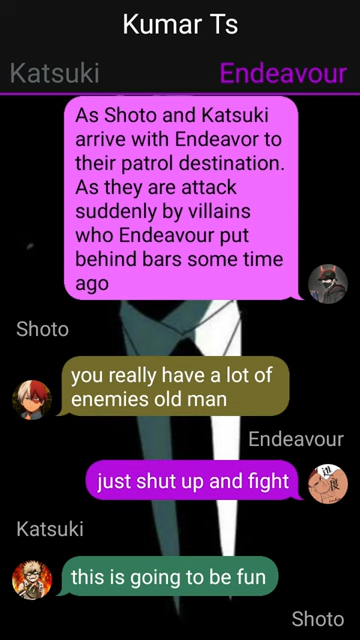 Kumar Ts
Katsuki
Endeavour
As Shoto and Katsuki
arrive with Endeavor to
their patrol destination.
As they are attack
suddenly by villains
who Endeavour put
behind bars some time
ago
Shoto
you really have a lot of
enemies old man
Endeavour
just shut up and fight
Katsuki
this is going to be fun
Shoto